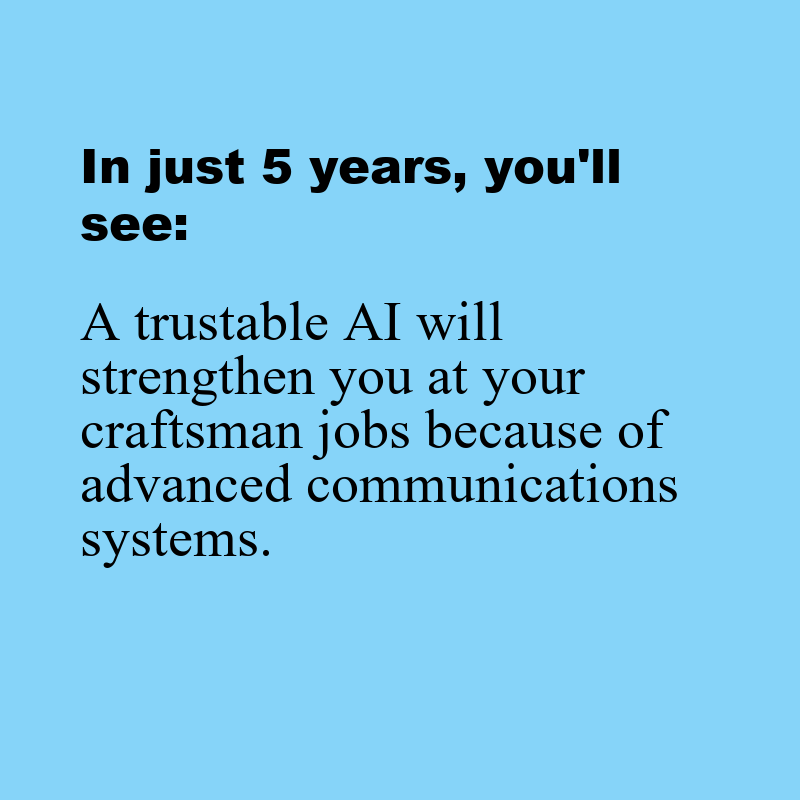 In just 5 years, you'll
see:
A trustable AI will
strengthen you at your
craftsman jobs because of
advanced communications
systems.